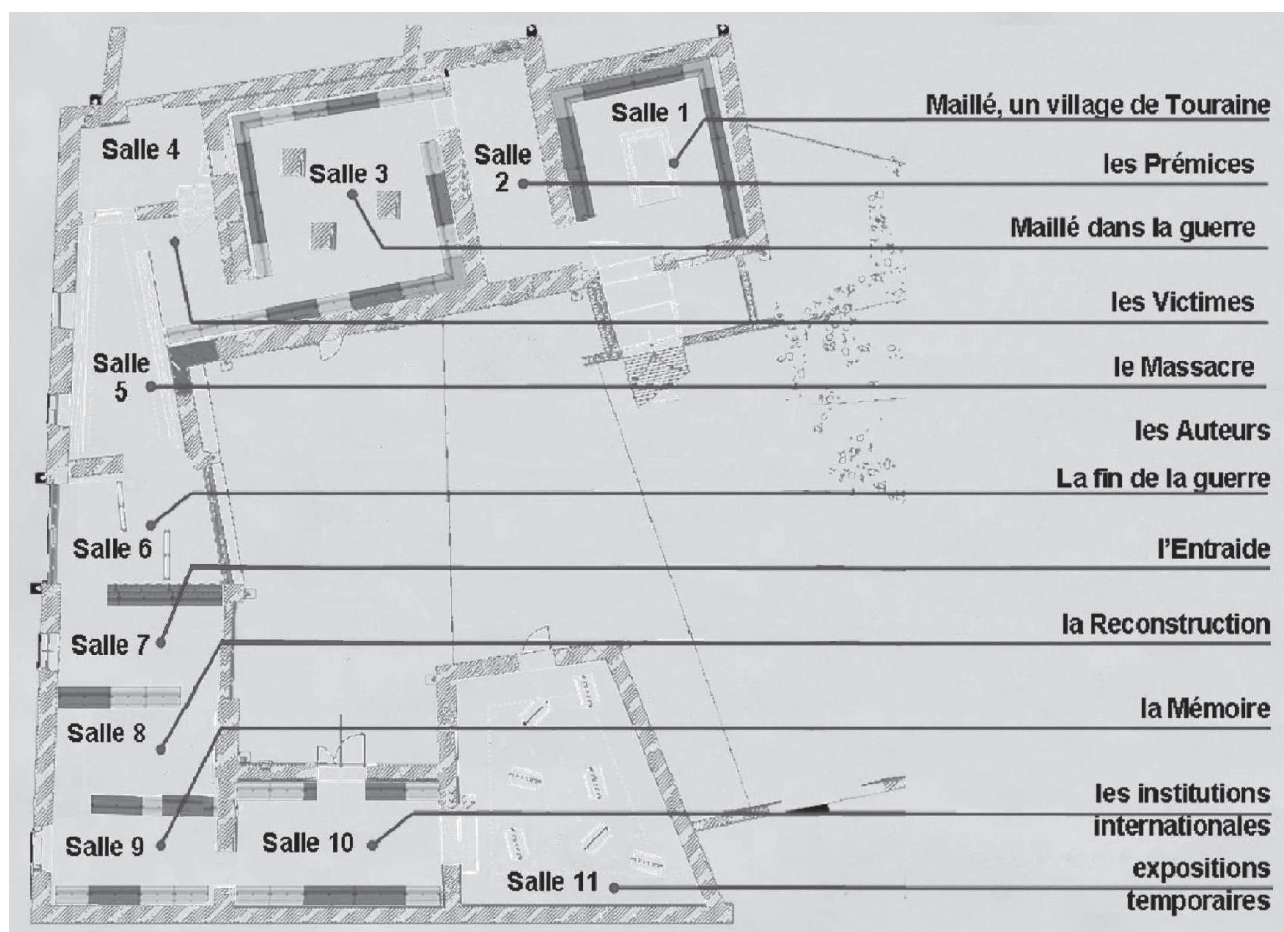 Salle 1
Salle 2
Salle 3
Salle 4
Salle
5
Salle 6
Salle 7
Salle 8
Salle 9
Salle 10
Salle 11
Maillé, un village de Touraine
les Prémices
Maillé dans la guerre
les Victimes
le Massacre
les Auteurs
La fin de la guerre
l'Entraide
la Reconstruction
la Mémoire
les institutions
internationales
expositions
temporaires